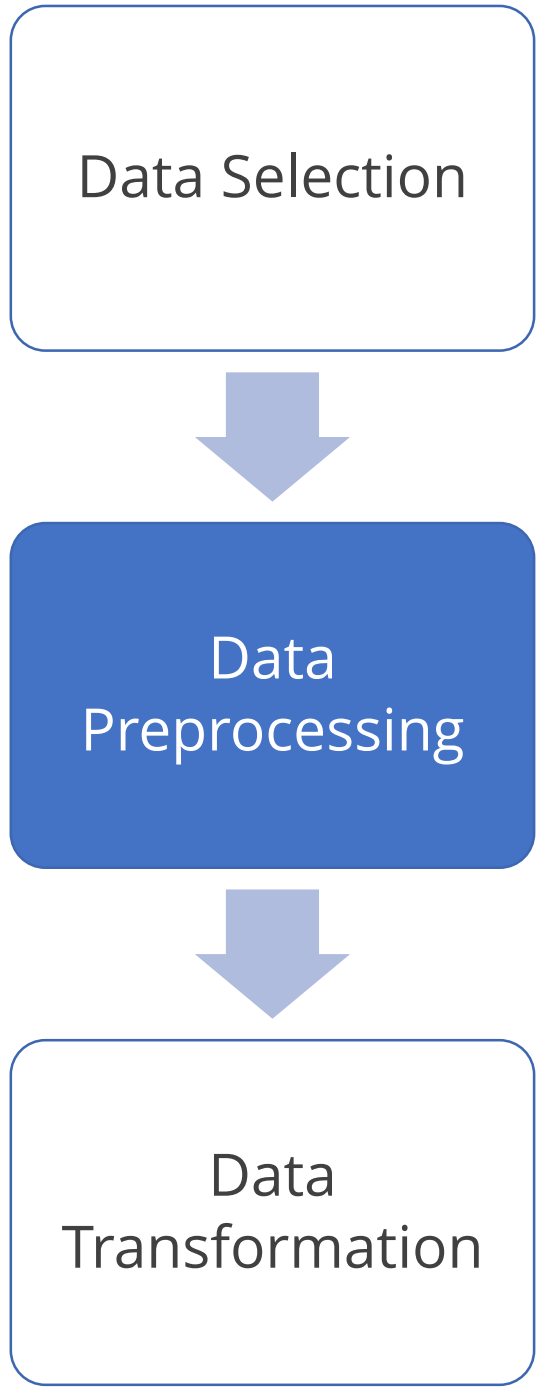 Data Selection
Data
Preprocessing
Data
Transformation